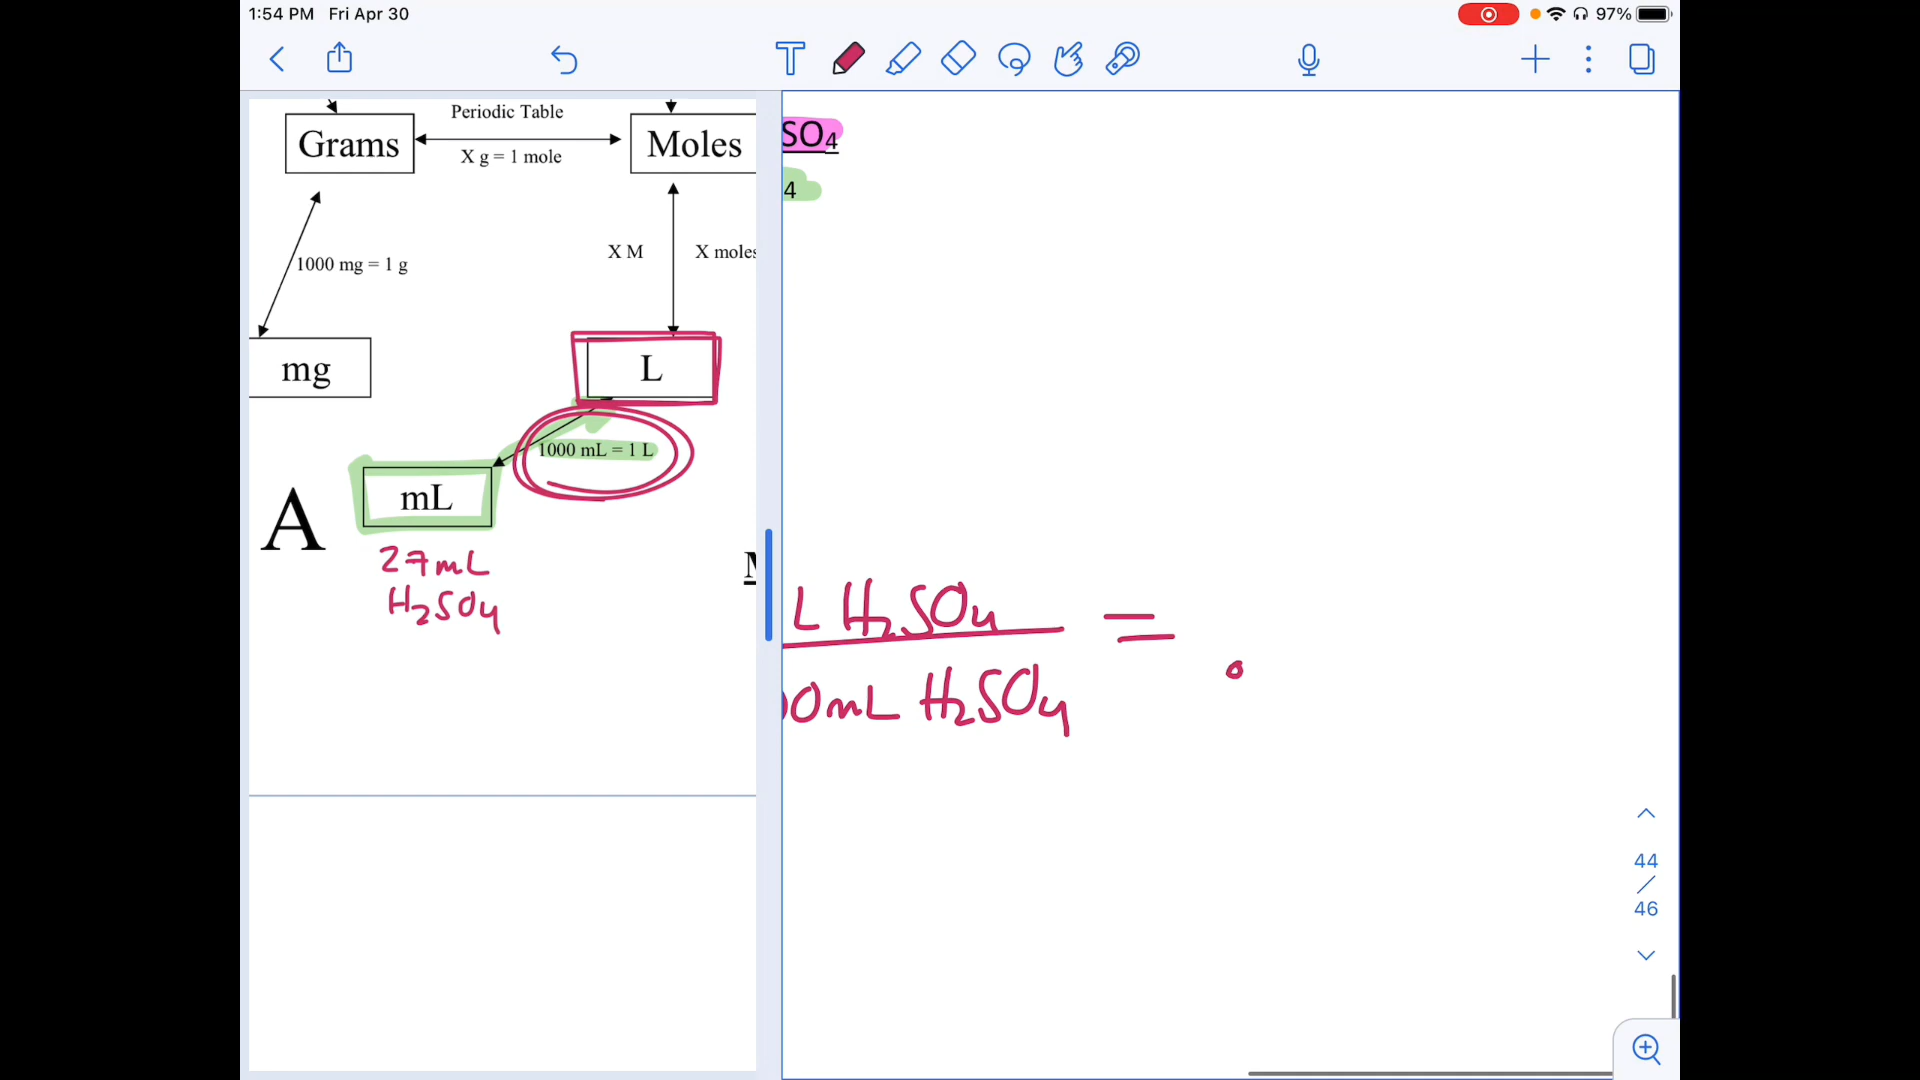 1:54 PM Fri Apr 30
97%
Periodic Table
Grams
X g = 1 mole
Moles
1000 mg = 1 g
X M
X moles
mg
L
1000 mL = 1 L
mL
A
27mL
H₂SO₄
SO₄
4
L H₂SO₄ =
0mL H₂SO₄
.
44
/
46